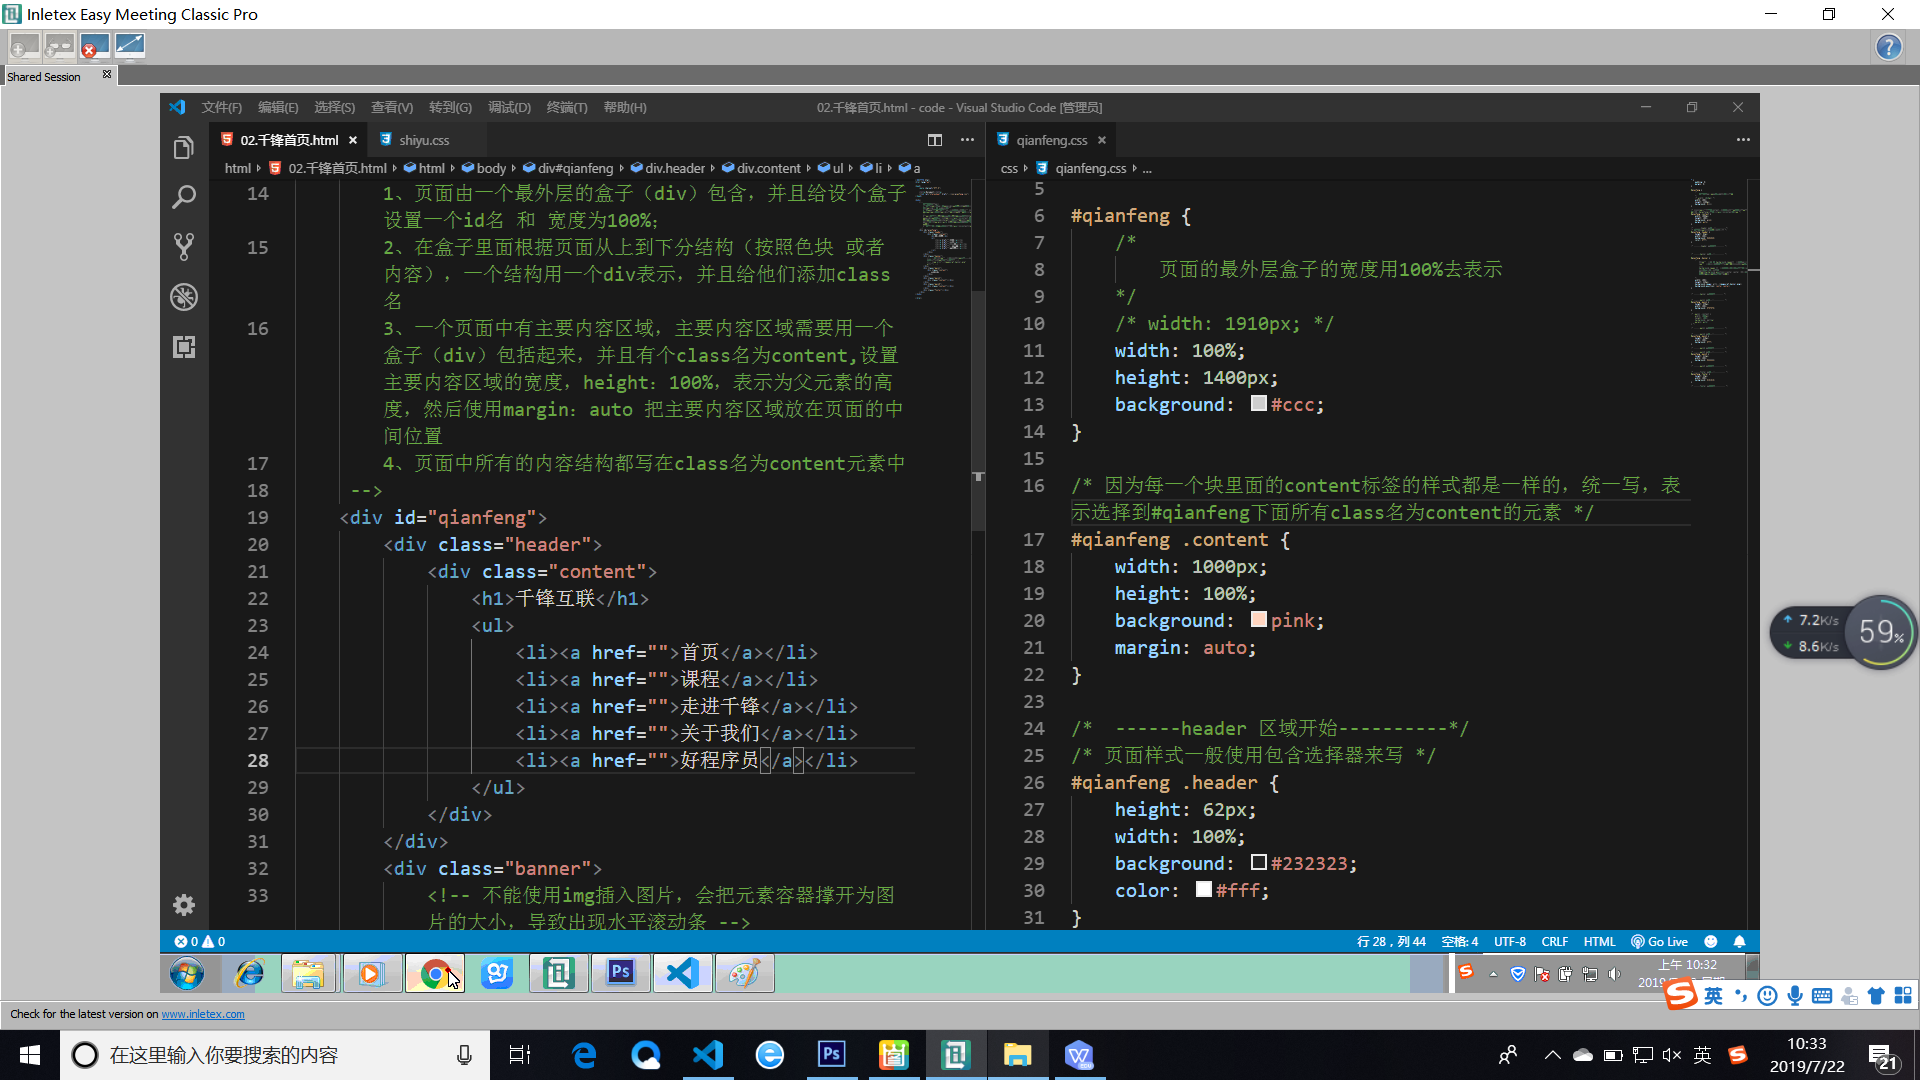 Inletex Easy Meeting Classic Pro
Shared Session
文件(F) 编辑(E) 选择(S) 查看(V) 转到(G) 调试(D) 终端(T) 帮助(H)
02.千锋首页.html - code - Visual Studio Code [管理员]
02.千锋首页.html
shiyu.css
html › 02.千锋首页.html › html › body › div#qianfeng › div.header › div.content › ul › li › a
14 1、页面由一个最外层的盒子（div）包含，并且给设个盒子
设置一个id名 和 宽度为100%；
15 2、在盒子里面根据页面从上到下分结构（按照色块 或者
内容），一个结构用一个div表示，并且给他们添加class
名
16 3、一个页面中有主要内容区域，主要内容区域需要用一个
盒子（div）包括起来，并且有个class名为content,设置
主要内容区域的宽度，height：100%，表示为父元素的高
度，然后使用margin：auto 把主要内容区域放在页面的中
间位置
17 4、页面中所有的内容结构都写在class名为content元素中
18 -->
19 <div id="qianfeng">
20 <div class="header">
21 <div class="content">
22 <h1>千锋互联</h1>
23 <ul>
24 <li><a href="">首页</a></li>
25 <li><a href="">课程</a></li>
26 <li><a href="">走进千锋</a></li>
27 <li><a href="">关于我们</a></li>
28 <li><a href="">好程序员</a></li>
29 </ul>
30 </div>
31 </div>
32 <div class="banner">
33 <!-- 不能使用img插入图片，会把元素容器撑开为图
片的大小，导致出现水平滚动条 -->
qianfeng.css
css › qianfeng.css › ...
5
6 #qianfeng {
7 /*
8 页面的最外层盒子的宽度用100%去表示
9 */
10 /* width: 1910px; */
11 width: 100%;
12 height: 1400px;
13 background: #ccc;
14 }
15
16 /* 因为每一个块里面的content标签的样式都是一样的，统一写，表
示选择到#qianfeng下面所有class名为content的元素 */
17 #qianfeng .content {
18 width: 1000px;
19 height: 100%;
20 background: pink;
21 margin: auto;
22 }
23
24 /* ------header 区域开始----------*/
25 /* 页面样式一般使用包含选择器来写 */
26 #qianfeng .header {
27 height: 62px;
28 width: 100%;
29 background: #232323;
30 color: #fff;
31 }
7.2K/s
8.6K/s
59%
0 0
行 28，列 44 空格: 4 UTF-8 CRLF HTML Go Live
上午 10:32
英
Check for the latest version on www.inletex.com
在这里输入你要搜索的内容
英
10:33
2019/7/22
21